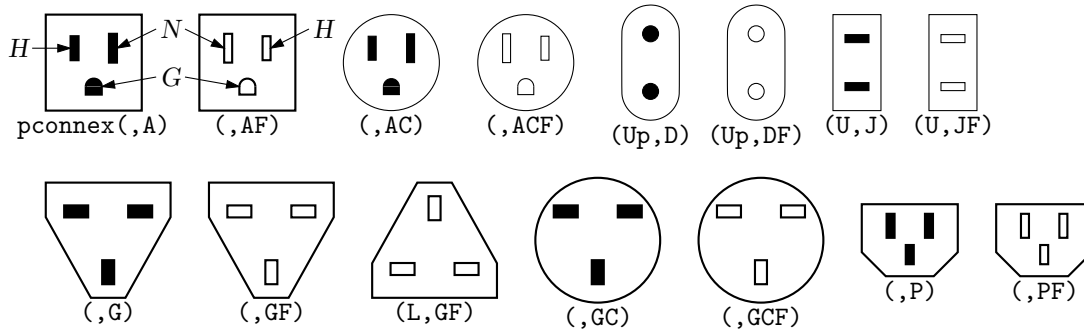 H N H
G
pconnex(,A) (,AF) (,AC) (,ACF) (Up,D) (Up,DF) (U,J) (U,JF)
(,G) (,GF) (L,GF) (,GC) (,GCF) (,P) (,PF)